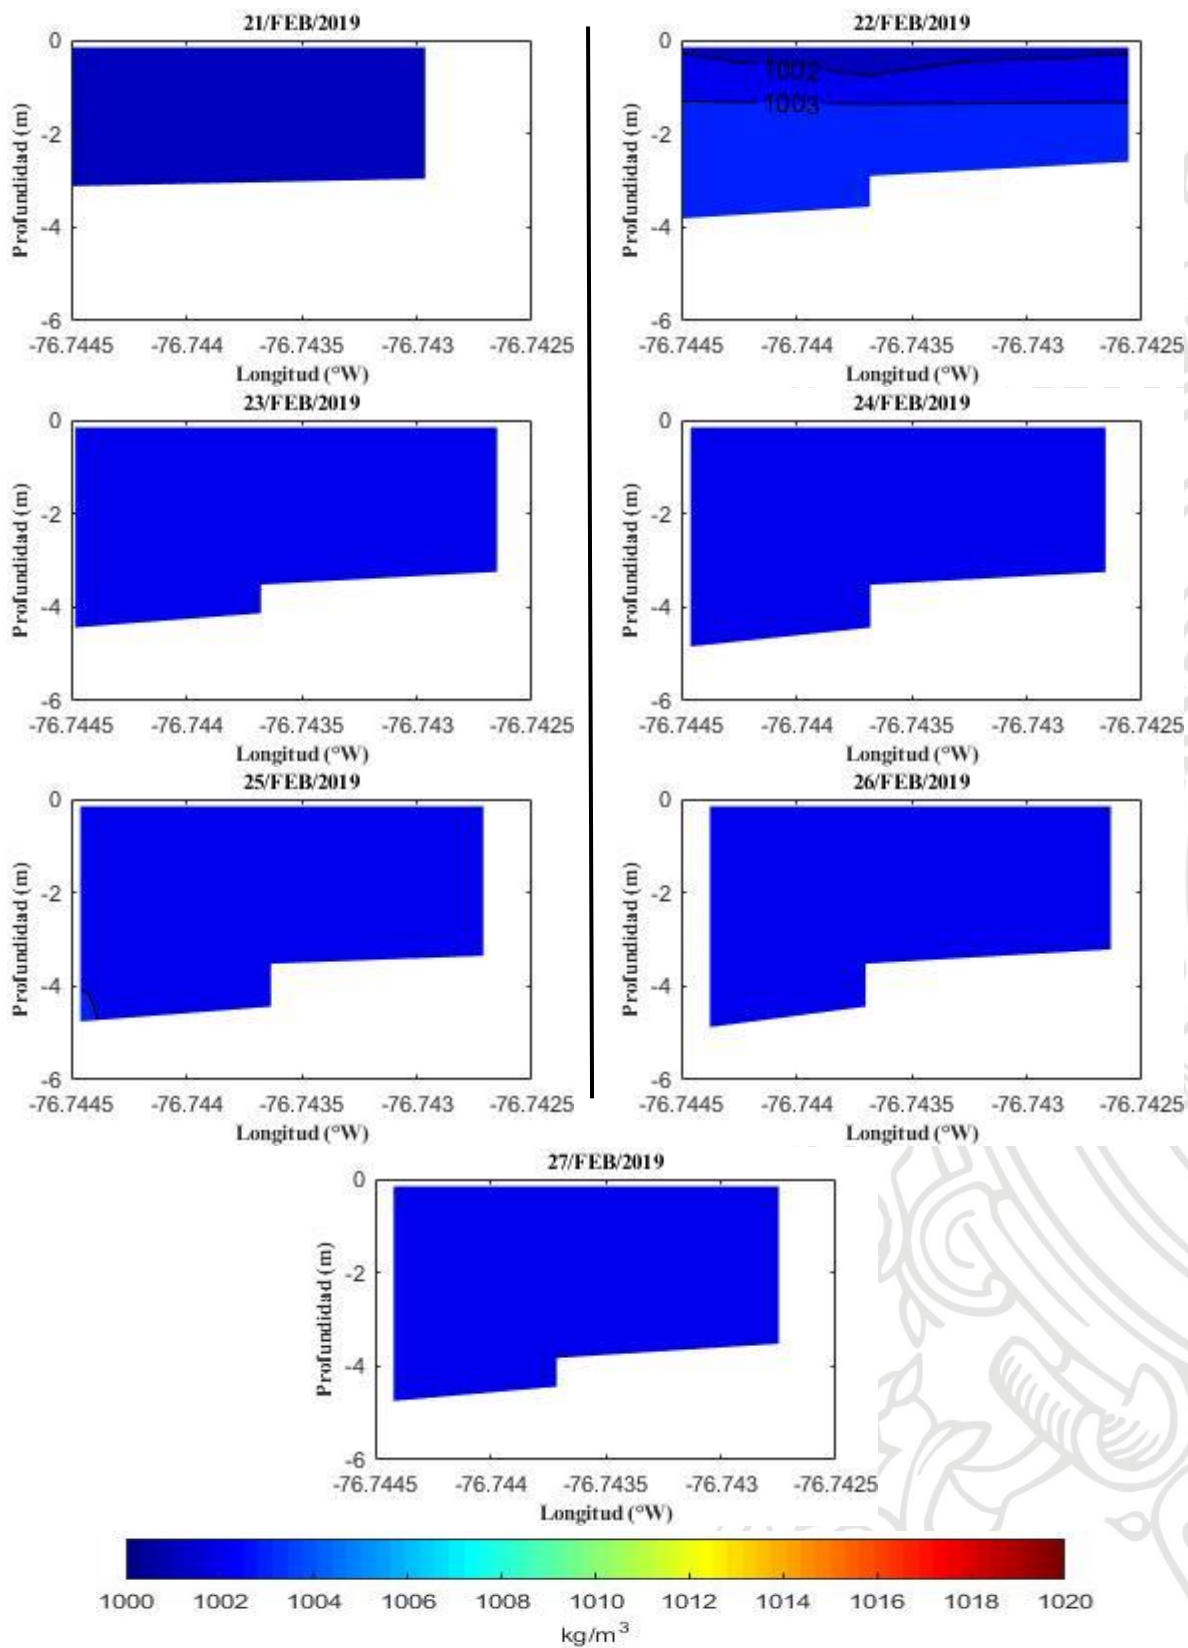 21/FEB/2019
0
-2
-4
-6
Profundidad (m)
-76.7445 -76.744 -76.7435 -76.743 -76.7425
Longitud (°W)
22/FEB/2019
1002
1003
0
-2
-4
-6
Profundidad (m)
-76.7445 -76.744 -76.7435 -76.743 -76.7425
Longitud (°W)
23/FEB/2019
0
-2
-4
-6
Profundidad (m)
-76.7445 -76.744 -76.7435 -76.743 -76.7425
Longitud (°W)
24/FEB/2019
0
-2
-4
-6
Profundidad (m)
-76.7445 -76.744 -76.7435 -76.743 -76.7425
Longitud (°W)
25/FEB/2019
0
-2
-4
-6
Profundidad (m)
-76.7445 -76.744 -76.7435 -76.743 -76.7425
Longitud (°W)
26/FEB/2019
0
-2
-4
-6
Profundidad (m)
-76.7445 -76.744 -76.7435 -76.743 -76.7425
Longitud (°W)
27/FEB/2019
0
-2
-4
-6
Profundidad (m)
-76.7445 -76.744 -76.7435 -76.743 -76.7425
Longitud (°W)
1000 1002 1004 1006 1008 1010 1012 1014 1016 1018 1020
kg/m³